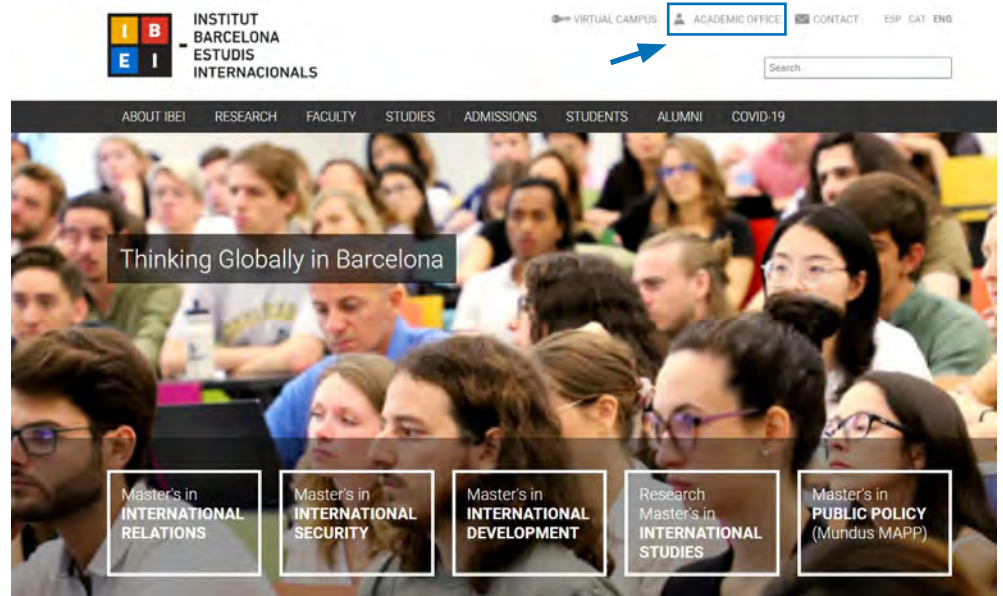 I B
E I
INSTITUT
BARCELONA
ESTUDIS
INTERNACIONALS
VIRTUAL CAMPUS ACADEMIC OFFICE CONTACT ESP CAT ENG
Search
ABOUT IBEI RESEARCH FACULTY STUDIES ADMISSIONS STUDENTS ALUMNI COVID-19
Thinking Globally in Barcelona
Master's in
INTERNATIONAL
RELATIONS
Master's in
INTERNATIONAL
SECURITY
Master's in
INTERNATIONAL
DEVELOPMENT
Research
Master's in
INTERNATIONAL
STUDIES
Master's in
PUBLIC POLICY
(Mundus MAPP)